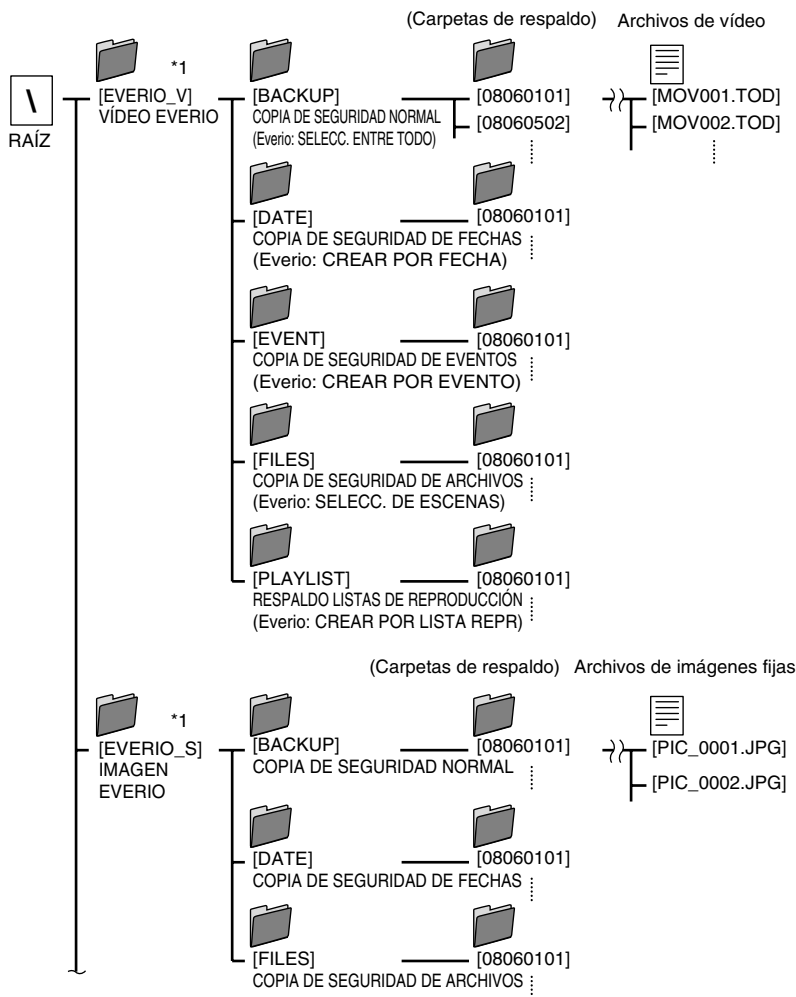 (Carpetas de respaldo) Archivos de vídeo
*1
\
RAÍZ
[EVERIO_V]
VÍDEO EVERIO
[BACKUP]
COPIA DE SEGURIDAD NORMAL
(Everio: SELECC. ENTRE TODO)
[08060101]
[08060502]
[MOV001.TOD]
[MOV002.TOD]
[DATE]
[08060101]
COPIA DE SEGURIDAD DE FECHAS
(Everio: CREAR POR FECHA)
[EVENT]
[08060101]
COPIA DE SEGURIDAD DE EVENTOS
(Everio: CREAR POR EVENTO)
[FILES]
[08060101]
COPIA DE SEGURIDAD DE ARCHIVOS
(Everio: SELECC. DE ESCENAS)
[PLAYLIST]
[08060101]
RESPALDO LISTAS DE REPRODUCCIÓN
(Everio: CREAR POR LISTA REPR)
(Carpetas de respaldo) Archivos de imágenes fijas
*1
[EVERIO_S]
IMAGEN
EVERIO
[BACKUP]
[08060101]
COPIA DE SEGURIDAD NORMAL
[PIC_0001.JPG]
[PIC_0002.JPG]
[DATE]
[08060101]
COPIA DE SEGURIDAD DE FECHAS
[FILES]
[08060101]
COPIA DE SEGURIDAD DE ARCHIVOS